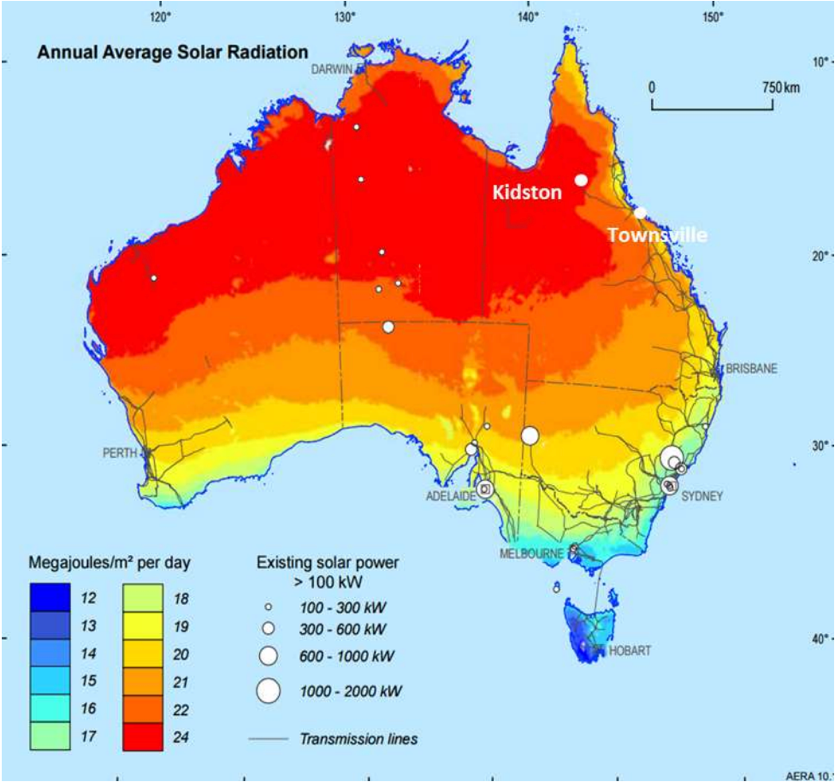 120° 130° 140° 150°
Annual Average Solar Radiation
DARWIN
10°
0 750 km
Kidston
Townsville
20°
BRISBANE
PERTH
30°
ADELAIDE
SYDNEY
MELBOURNE
Megajoules/m² per day
12 18
13 19
14 20
15 21
16 22
17 24
Existing solar power
> 100 kW
100 - 300 kW
300 - 600 kW
600 - 1000 kW
1000 - 2000 kW
Transmission lines
40°
HOBART
AERA 10.